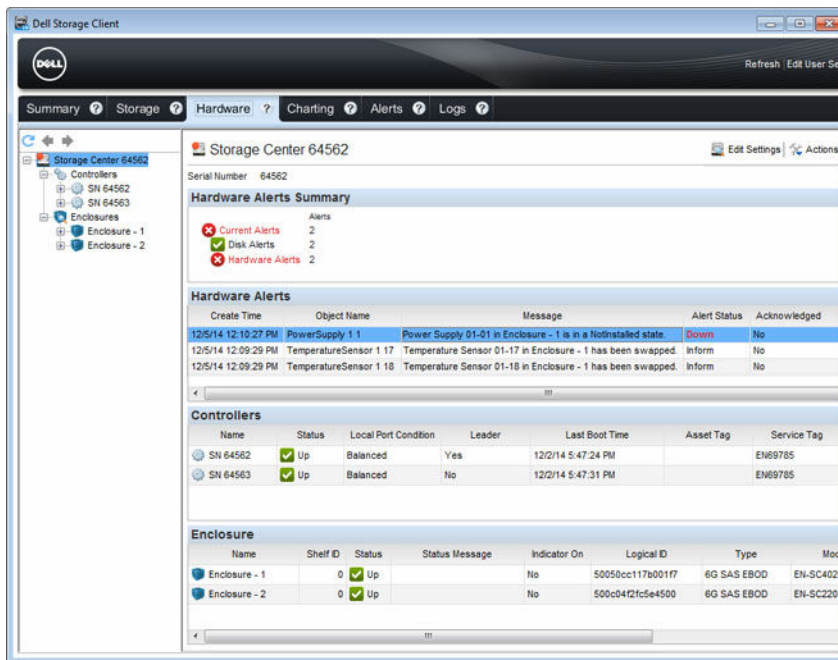 Dell Storage Client
DELL
Refresh Edit User Se
Summary ? Storage ? Hardware ? Charting ? Alerts ? Logs ?
Storage Center 64562
Controllers
SN 64562
SN 64563
Enclosures
Enclosure - 1
Enclosure - 2
Storage Center 64562
Edit Settings Actions
Serial Number 64562
Hardware Alerts Summary
Alerts
Current Alerts 2
Disk Alerts 2
Hardware Alerts 2
Hardware Alerts
Create Time Object Name Message Alert Status Acknowledged
12/5/14 12:10:27 PM PowerSupply 1 1 Power Supply 01-01 in Enclosure - 1 is in a NotInstalled state. Down No
12/5/14 12:09:29 PM TemperatureSensor 1 17 Temperature Sensor 01-17 in Enclosure - 1 has been swapped. Inform No
12/5/14 12:09:29 PM TemperatureSensor 1 18 Temperature Sensor 01-18 in Enclosure - 1 has been swapped. Inform No
Controllers
Name Status Local Port Condition Leader Last Boot Time Asset Tag Service Tag
SN 64562 Up Balanced Yes 12/2/14 5:47:24 PM EN69785
SN 64563 Up Balanced No 12/2/14 5:47:31 PM EN69785
Enclosure
Name Shelf ID Status Status Message Indicator On Logical ID Type Moc
Enclosure - 1 0 Up No 50050cc117b001f7 6G SAS EBOD EN-SC402
Enclosure - 2 0 Up No 500c04f2fc5e4500 6G SAS EBOD EN-SC220